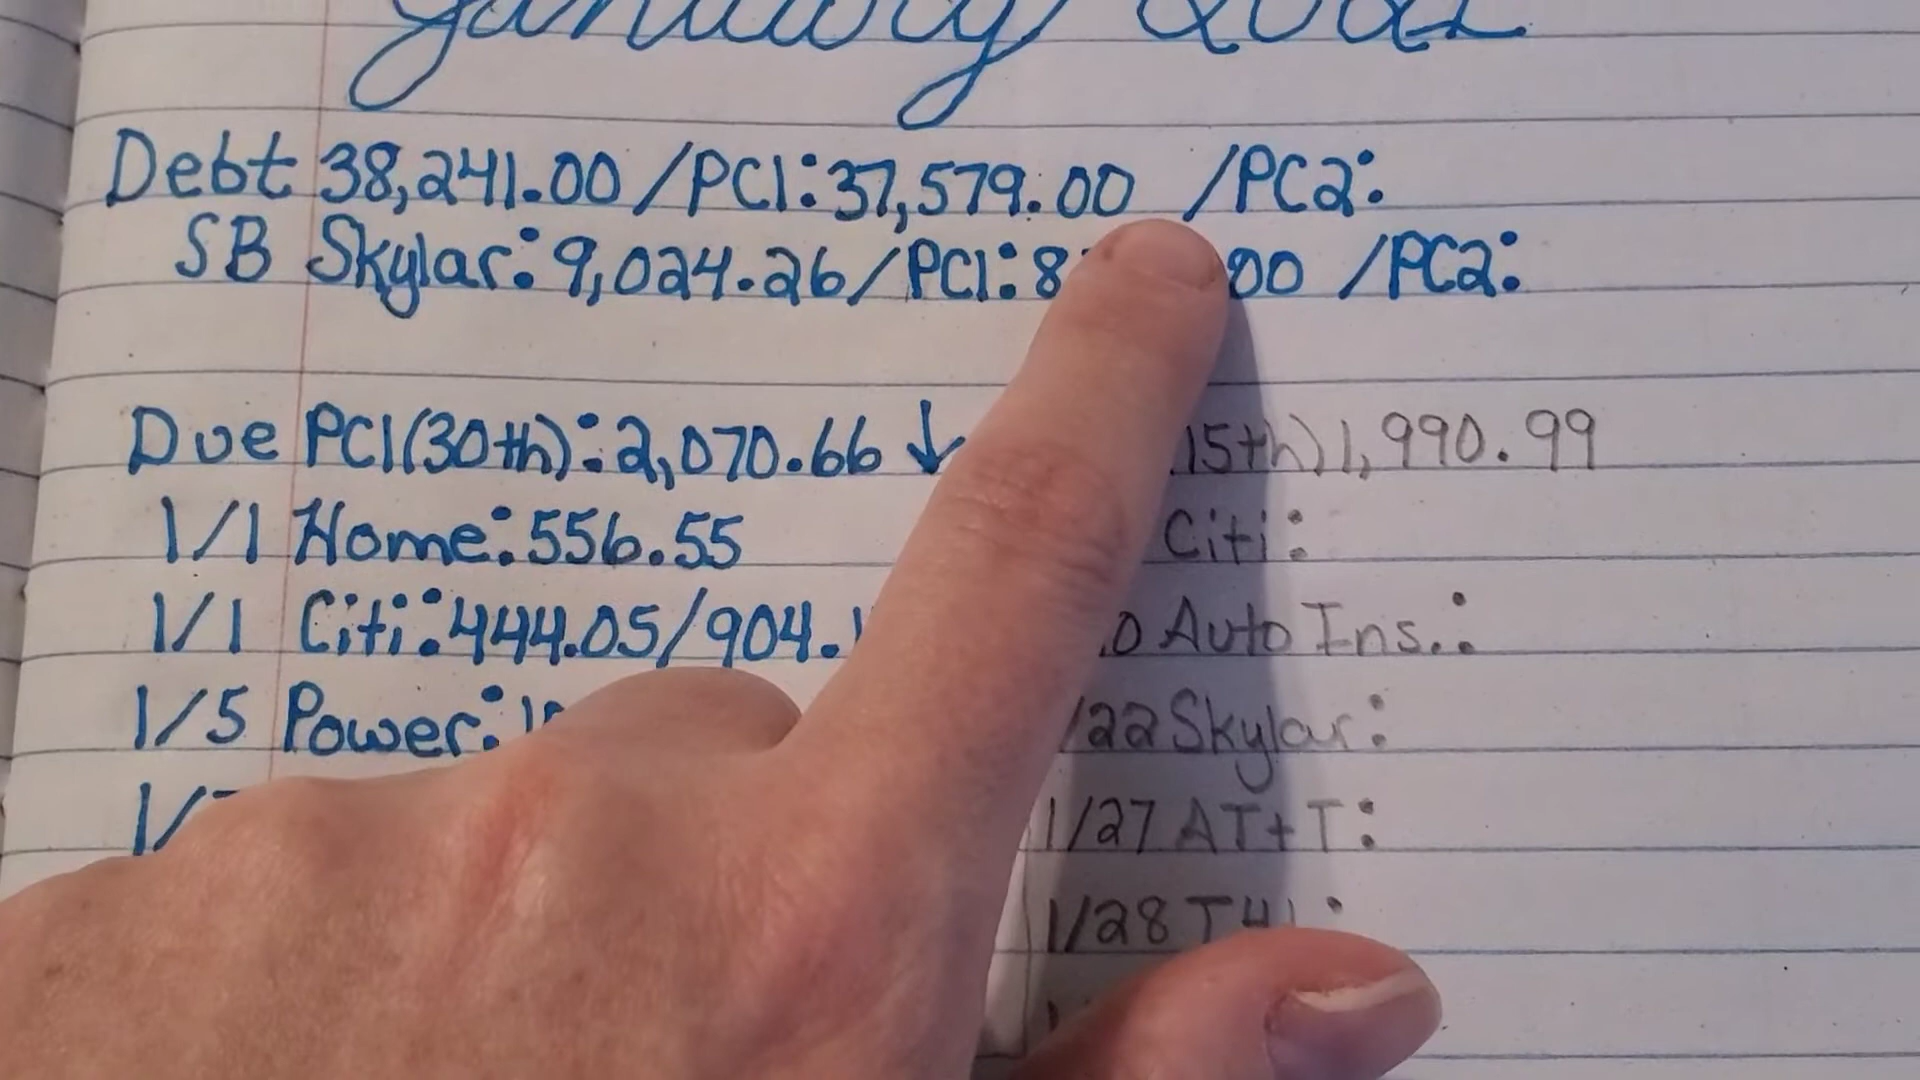 January
Debt 38,241.00 /PC1:37,579.00 /PC2:
SB Skylar: 9,024.26/PC1: /PC2:
Due PC1(30th): 2,070.66 ↓ 15th) 1,990.99
1/1 Home: 556.55
Citi:
1/1 Citi: 444.05/904.
Auto Ins.:
1/5 Power:
/22 Skylar:
1/27 AT+T:
1/28